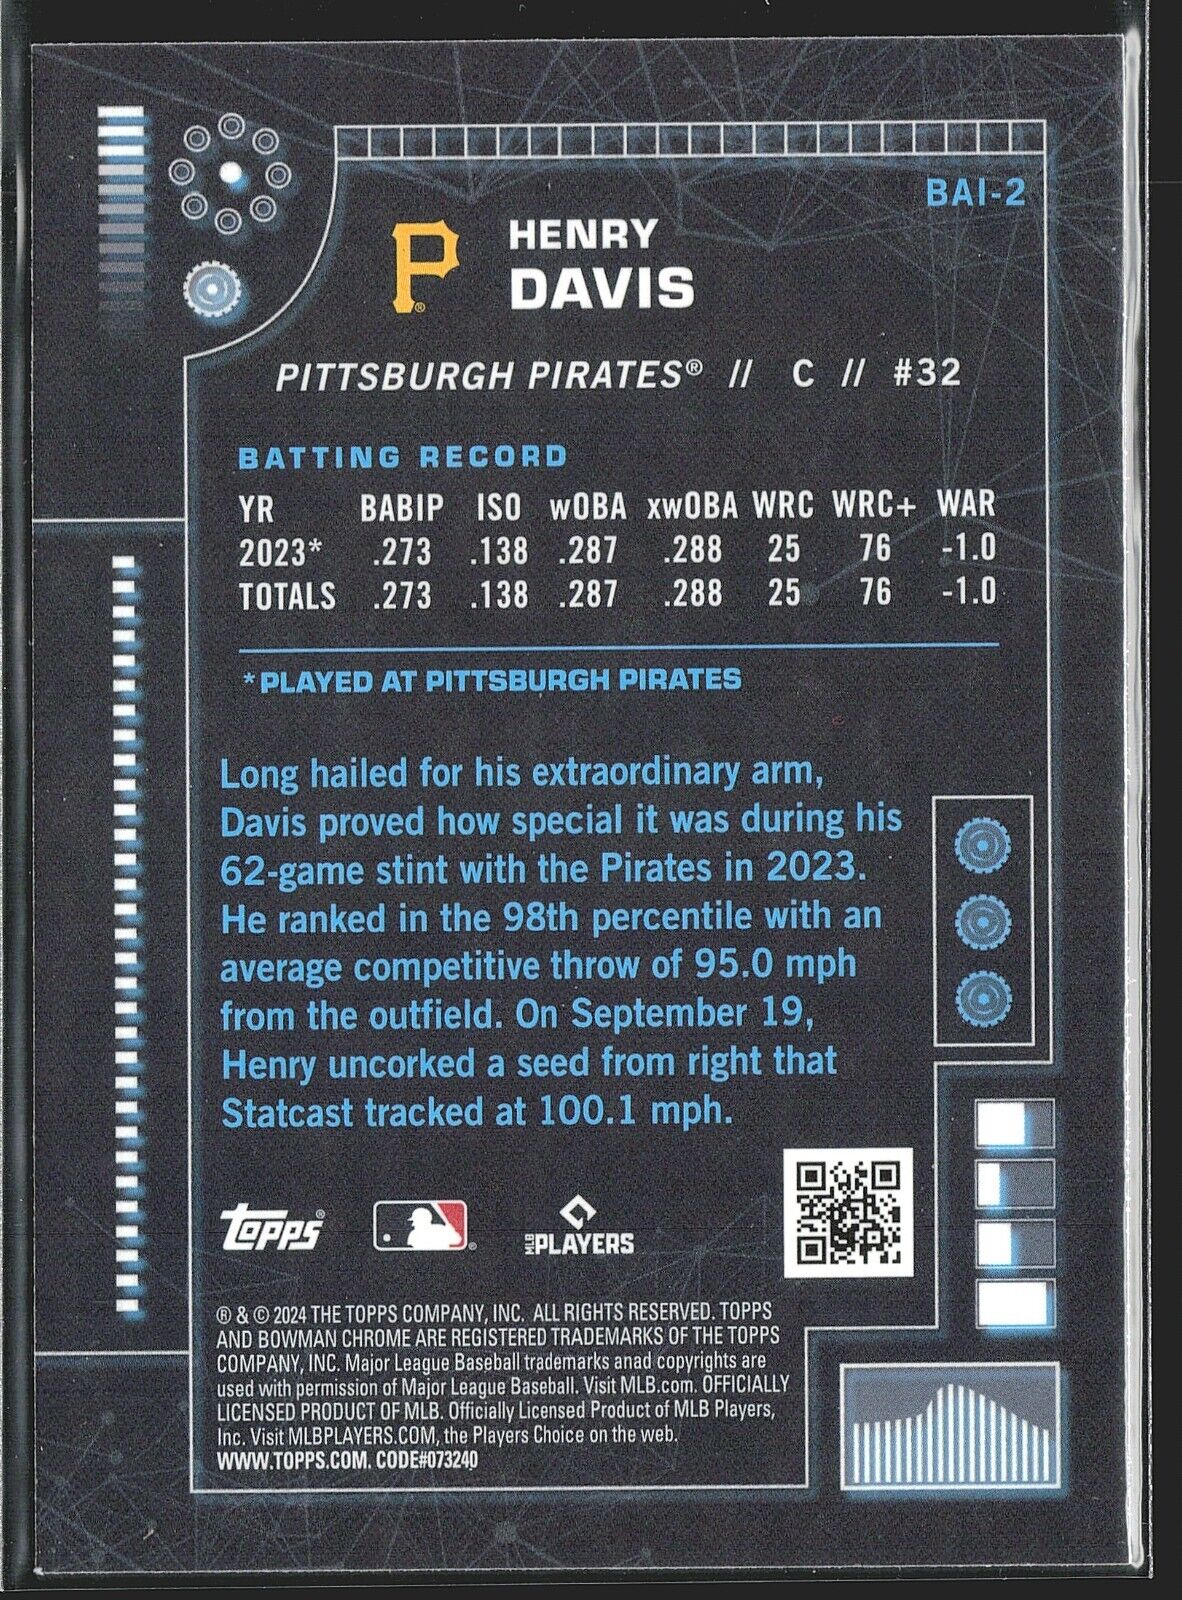 BAI-2
P®
HENRY
DAVIS
PITTSBURGH PIRATES® // C // #32
BATTING RECORD
YR BABIP ISO wOBA xwOBA WRC WRC+ WAR
2023* .273 .138 .287 .288 25 76 -1.0
TOTALS .273 .138 .287 .288 25 76 -1.0
*PLAYED AT PITTSBURGH PIRATES
Long hailed for his extraordinary arm,
Davis proved how special it was during his
62-game stint with the Pirates in 2023.
He ranked in the 98th percentile with an
average competitive throw of 95.0 mph
from the outfield. On September 19,
Henry uncorked a seed from right that
Statcast tracked at 100.1 mph.
topps® ® MLB PLAYERS
® & © 2024 THE TOPPS COMPANY, INC. ALL RIGHTS RESERVED. TOPPS
AND BOWMAN CHROME ARE REGISTERED TRADEMARKS OF THE TOPPS
COMPANY, INC. Major League Baseball trademarks anad copyrights are
used with permission of Major League Baseball. Visit MLB.com. OFFICIALLY
LICENSED PRODUCT OF MLB. Officially Licensed Product of MLB Players,
Inc. Visit MLBPLAYERS.COM, the Players Choice on the web.
WWW.TOPPS.COM. CODE#073240